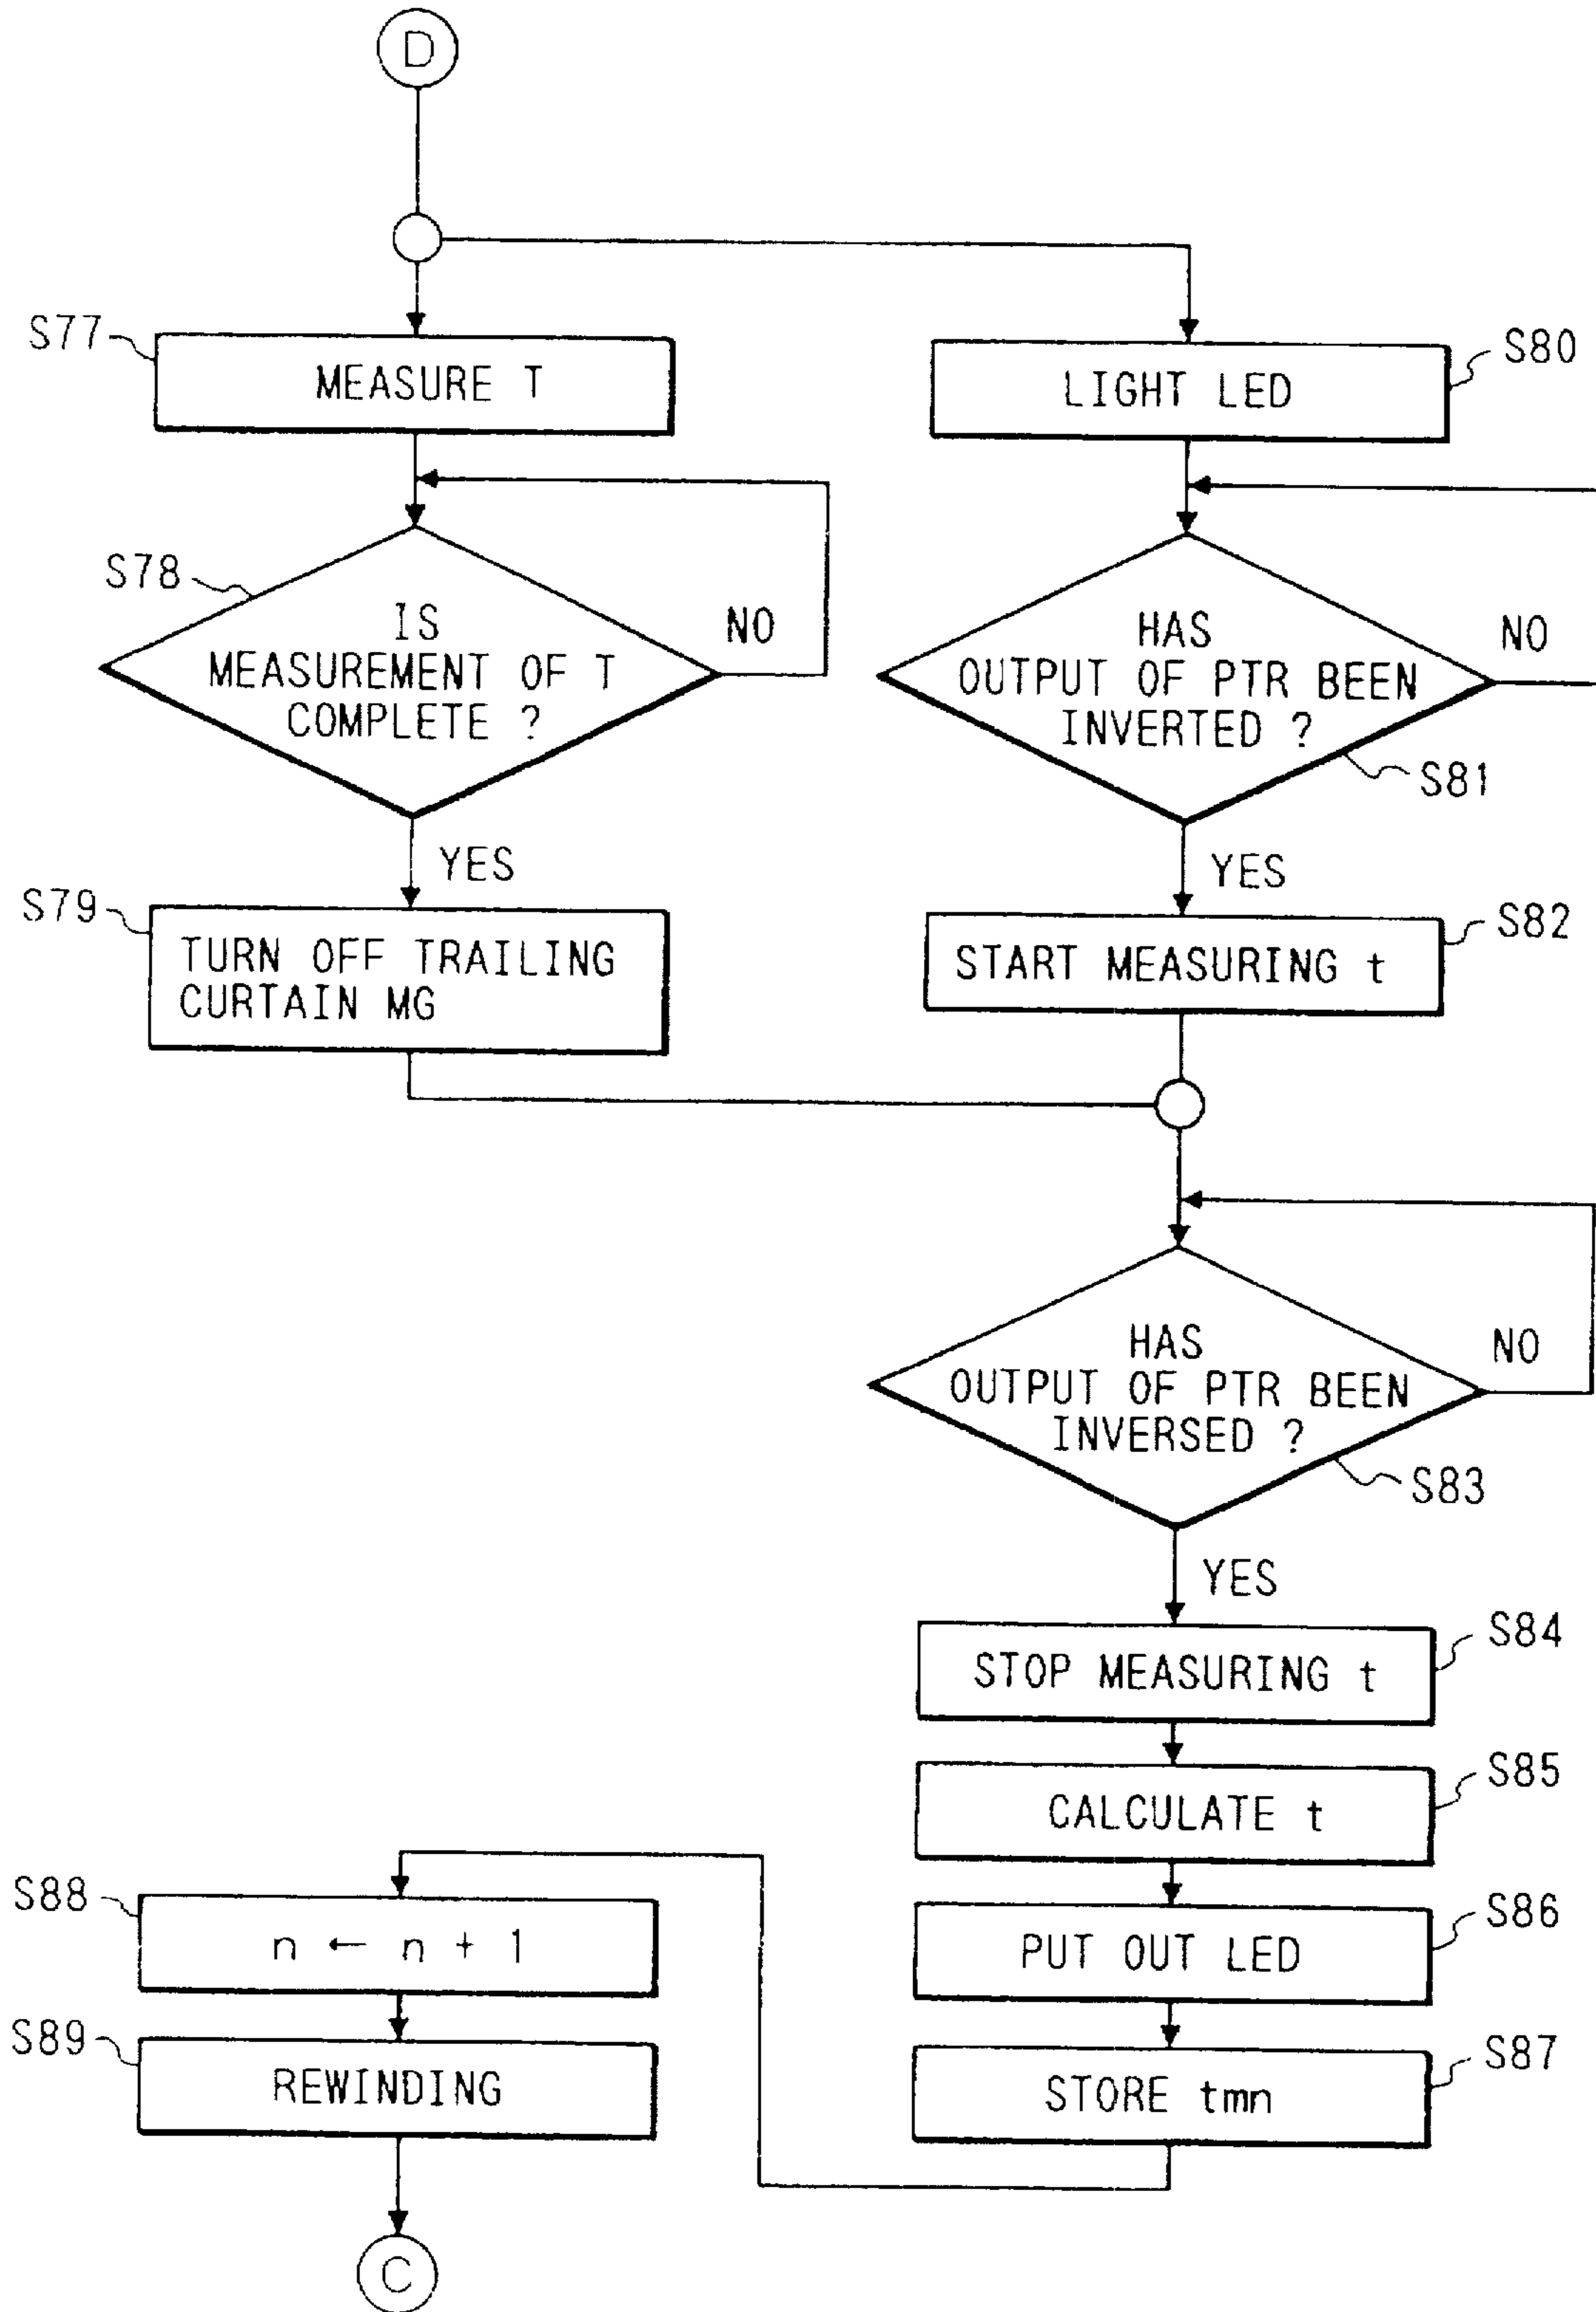 D
S77
MEASURE T
S78
IS
MEASUREMENT OF T
COMPLETE ?
NO
YES
S79
TURN OFF TRAILING
CURTAIN MG
S80
LIGHT LED
HAS
OUTPUT OF PTR BEEN
INVERTED ?
NO
S81
YES
S82
START MEASURING t
HAS
OUTPUT OF PTR BEEN
INVERSED ?
NO
S83
YES
S84
STOP MEASURING t
S85
CALCULATE t
S86
PUT OUT LED
S87
STORE tmn
S88
n ← n + 1
S89
REWINDING
C